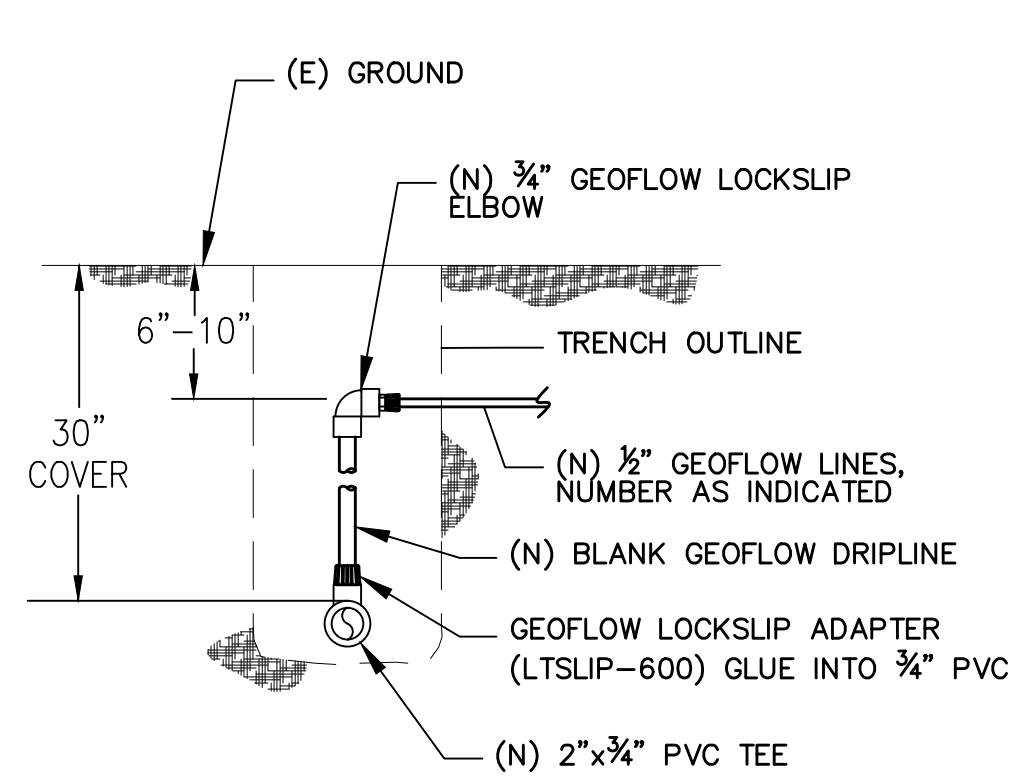 (E) GROUND
(N) ¾" GEOFLOW LOCKSLIP
ELBOW
6"-10"
TRENCH OUTLINE
30"
COVER
(N) ½" GEOFLOW LINES,
NUMBER AS INDICATED
(N) BLANK GEOFLOW DRIPLINE
GEOFLOW LOCKSLIP ADAPTER
(LTSLIP-600) GLUE INTO ¾" PVC
(N) 2"x¾" PVC TEE